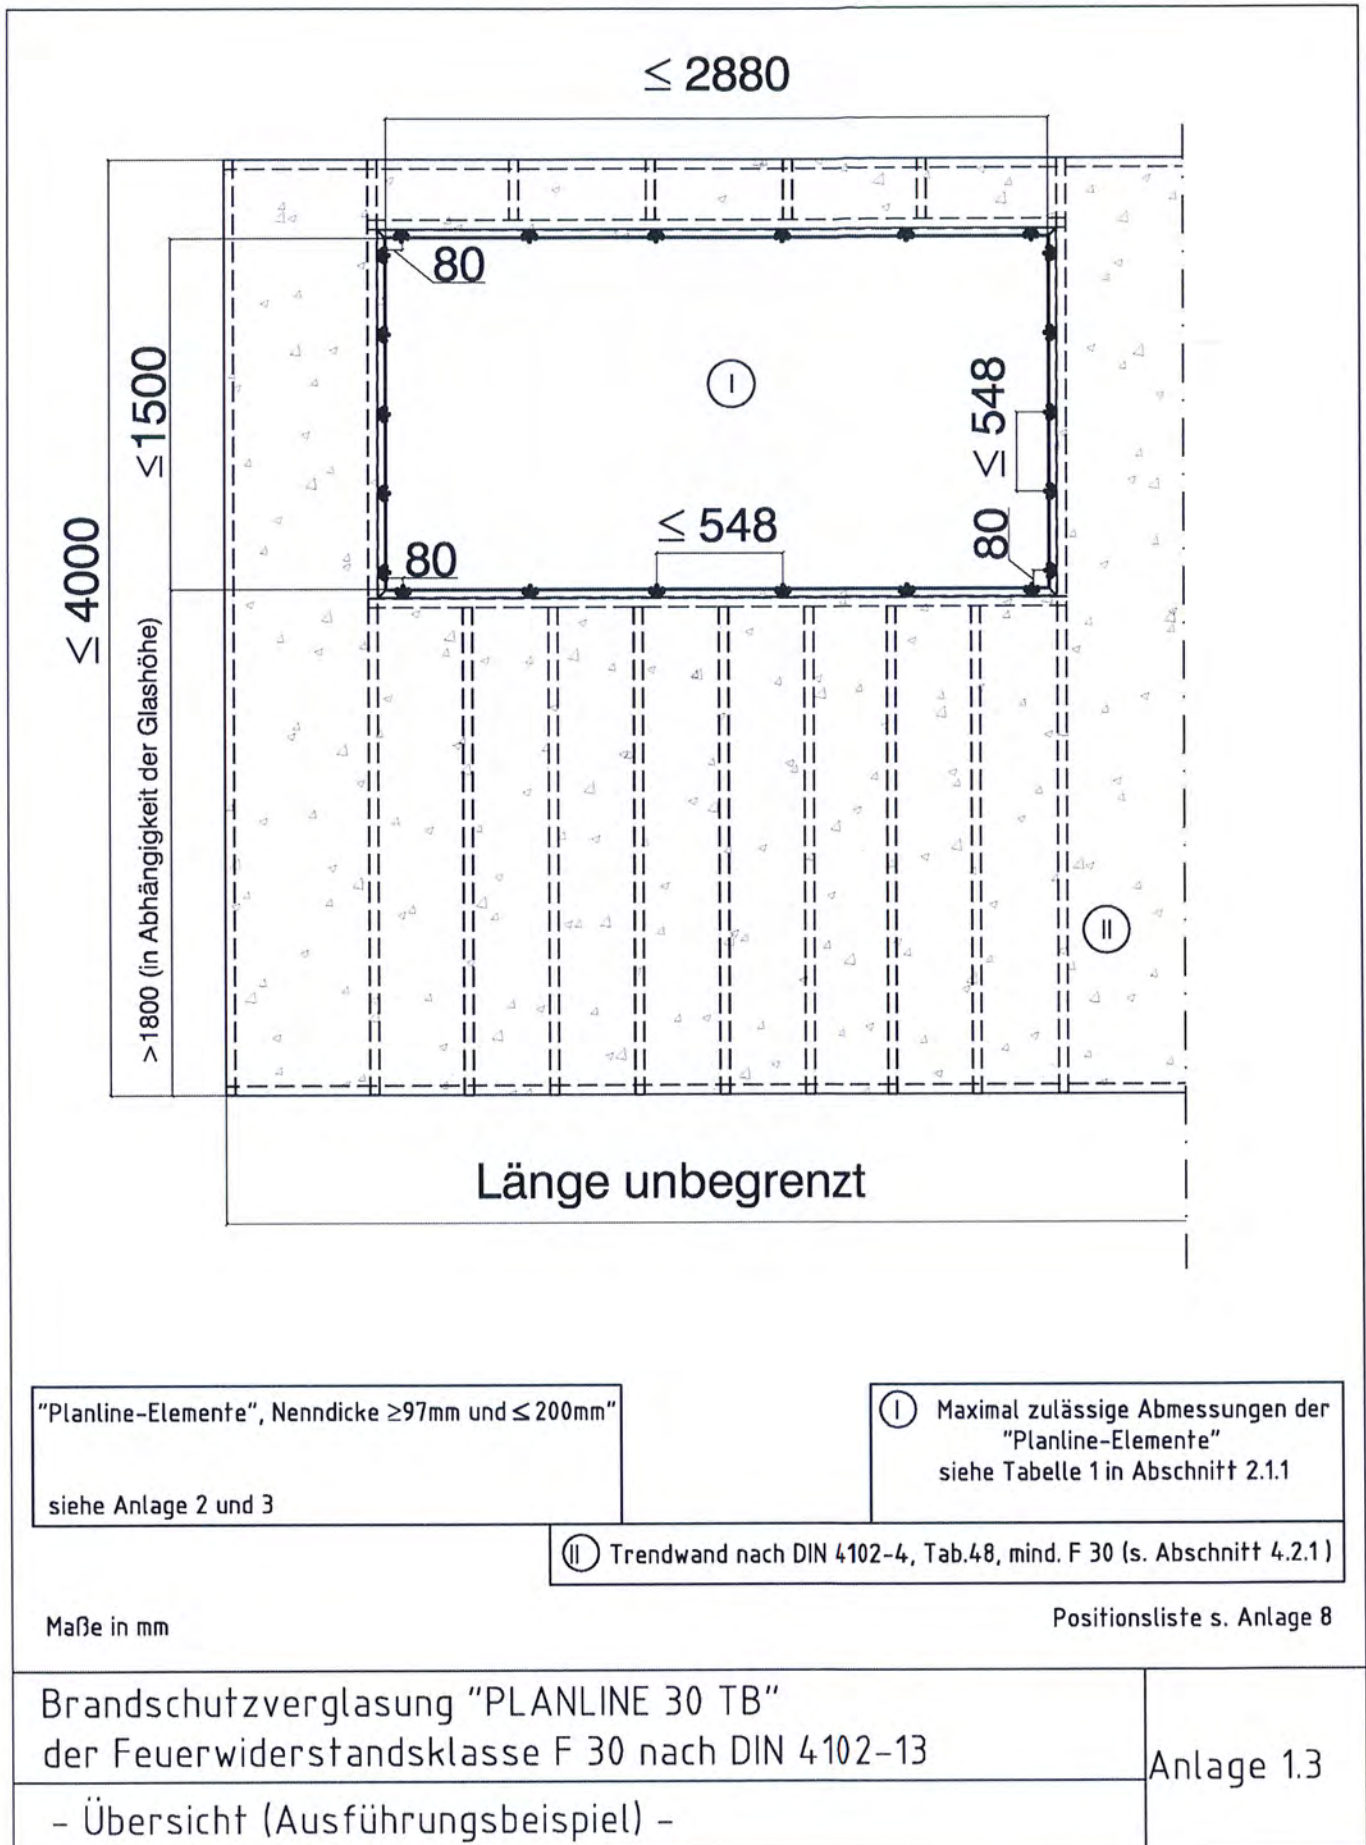 ≤ 2880
80
≤1500
≤ 4000
>1800 (in Abhängigkeit der Glashöhe)
I
≤ 548
80
≤ 548
80
II
Länge unbegrenzt
"Planline-Elemente", Nenndicke ≥97mm und ≤ 200mm"
siehe Anlage 2 und 3
I Maximal zulässige Abmessungen der
"Planline-Elemente"
siehe Tabelle 1 in Abschnitt 2.1.1
II Trendwand nach DIN 4102-4, Tab.48, mind. F 30 (s. Abschnitt 4.2.1)
Maße in mm
Positionsliste s. Anlage 8
Brandschutzverglasung "PLANLINE 30 TB"
der Feuerwiderstandsklasse F 30 nach DIN 4102-13
Anlage 1.3
- Übersicht (Ausführungsbeispiel) -